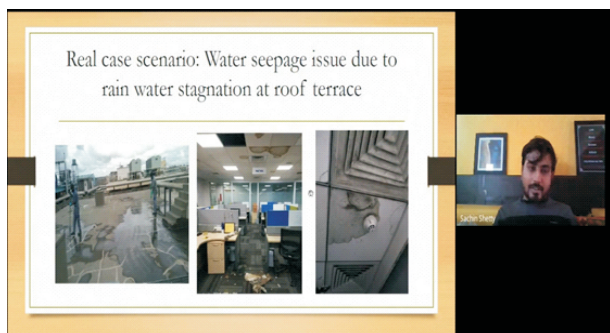 Real case scenario: Water seepage issue due to
rain water stagnation at roof terrace
Sachin Shetty